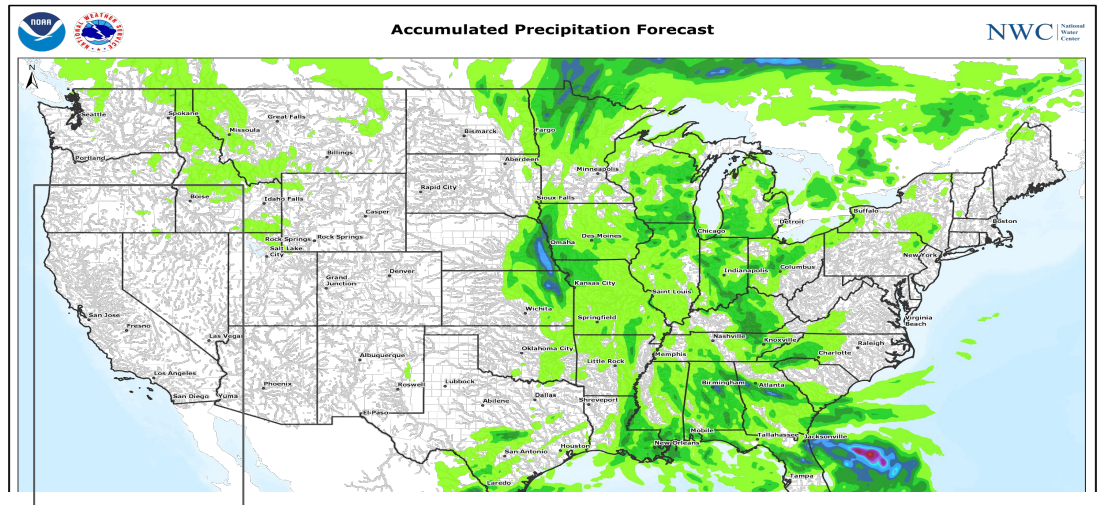 NOAA
NATIONAL WEATHER SERVICE
Accumulated Precipitation Forecast
NWC
National
Water
Center
N
Seattle
Spokane
Great Falls
Missoula
Bismarck
Fargo
Portland
Billings
Aberdeen
Minneapolis
Rapid City
Boise
Idaho Falls
Casper
Sioux Falls
Buffalo
Detroit
Boston
Rock Springs
Rock Springs
Salt Lake
City
Omaha
Des Moines
Chicago
New York
Grand
Junction
Denver
Indianapolis
Columbus
Kansas City
Saint Louis
San Jose
Fresno
Wichita
Springfield
Virginia
Beach
Las Vegas
Nashville
Knoxville
Raleigh
Oklahoma City
Memphis
Charlotte
Albuquerque
Little Rock
Los Angeles
Phoenix
Roswell
Lubbock
Birmingham
Atlanta
San Diego
Yuma
Abilene
Dallas
Shreveport
El Paso
Mobile
Tallahassee
Jacksonville
New Orleans
San Antonio
Houston
Tampa
Laredo